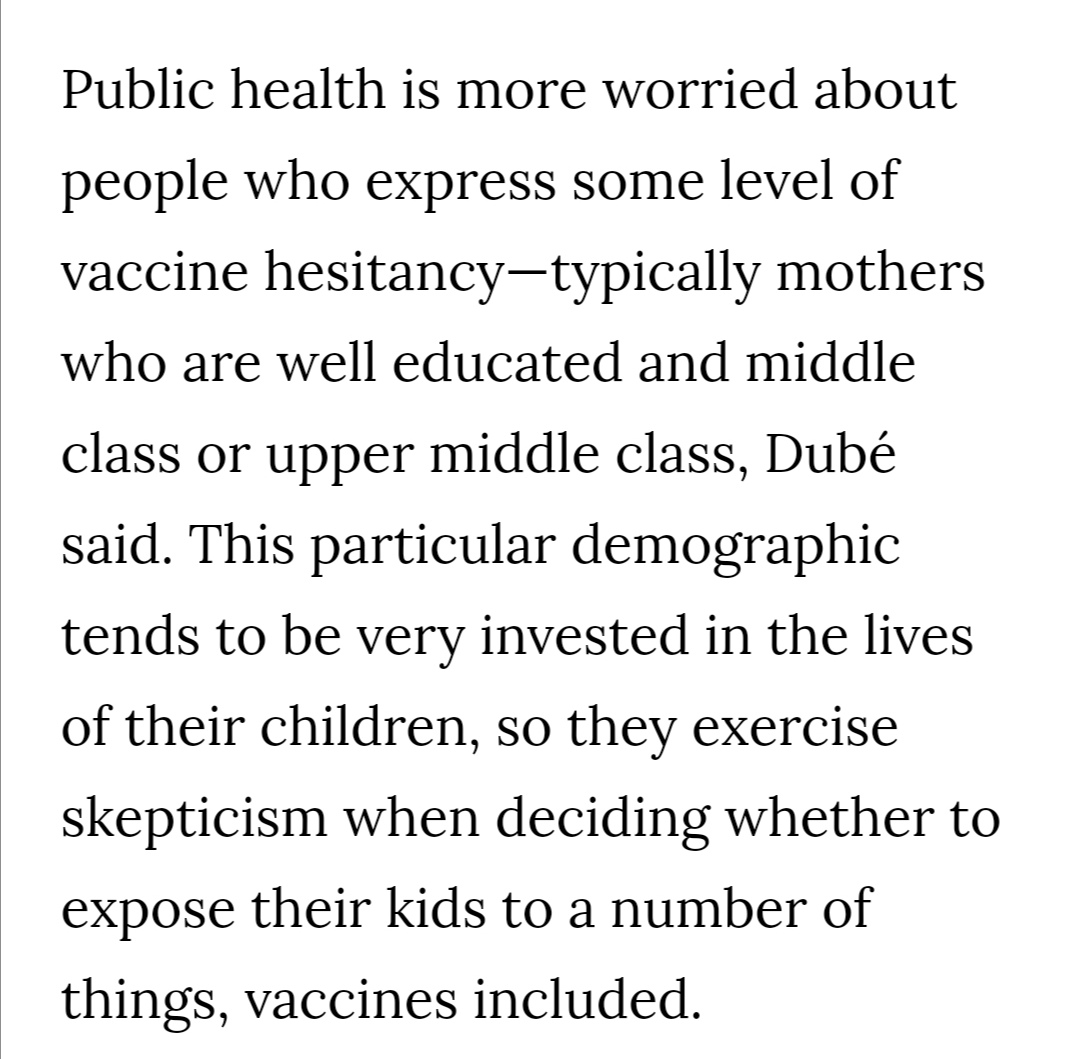 Public health is more worried about
people who express some level of
vaccine hesitancy—typically mothers
who are well educated and middle
class or upper middle class, Dubé
said. This particular demographic
tends to be very invested in the lives
of their children, so they exercise
skepticism when deciding whether to
expose their kids to a number of
things, vaccines included.